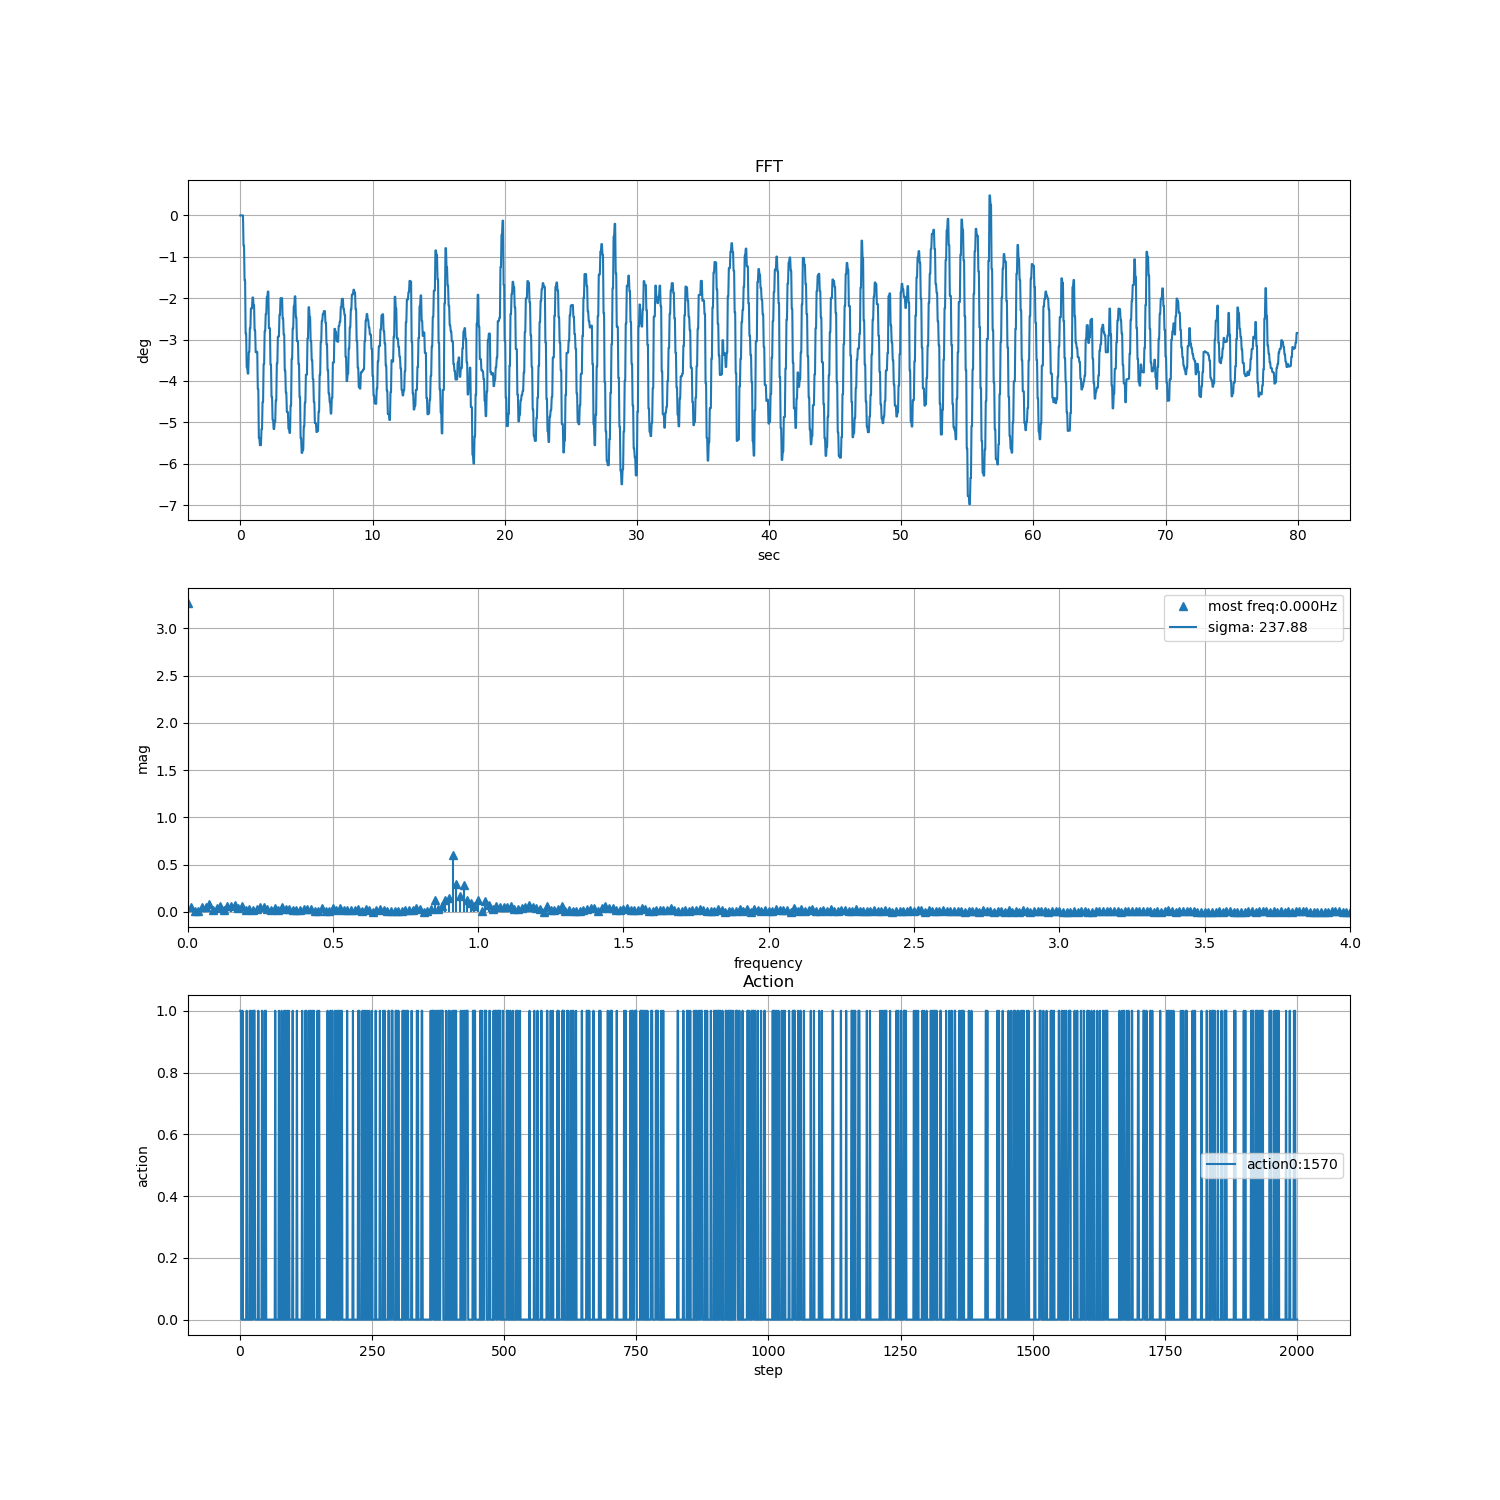 FFT
0
−1
−2
−3
−4
−5
−6
−7
deg
0 10 20 30 40 50 60 70 80
sec
most freq:0.000Hz
sigma: 237.88
3.0
2.5
2.0
1.5
1.0
0.5
0.0
mag
0.0 0.5 1.0 1.5 2.0 2.5 3.0 3.5 4.0
frequency
Action
1.0
0.8
0.6
0.4
0.2
0.0
action
action0:1570
0 250 500 750 1000 1250 1500 1750 2000
step